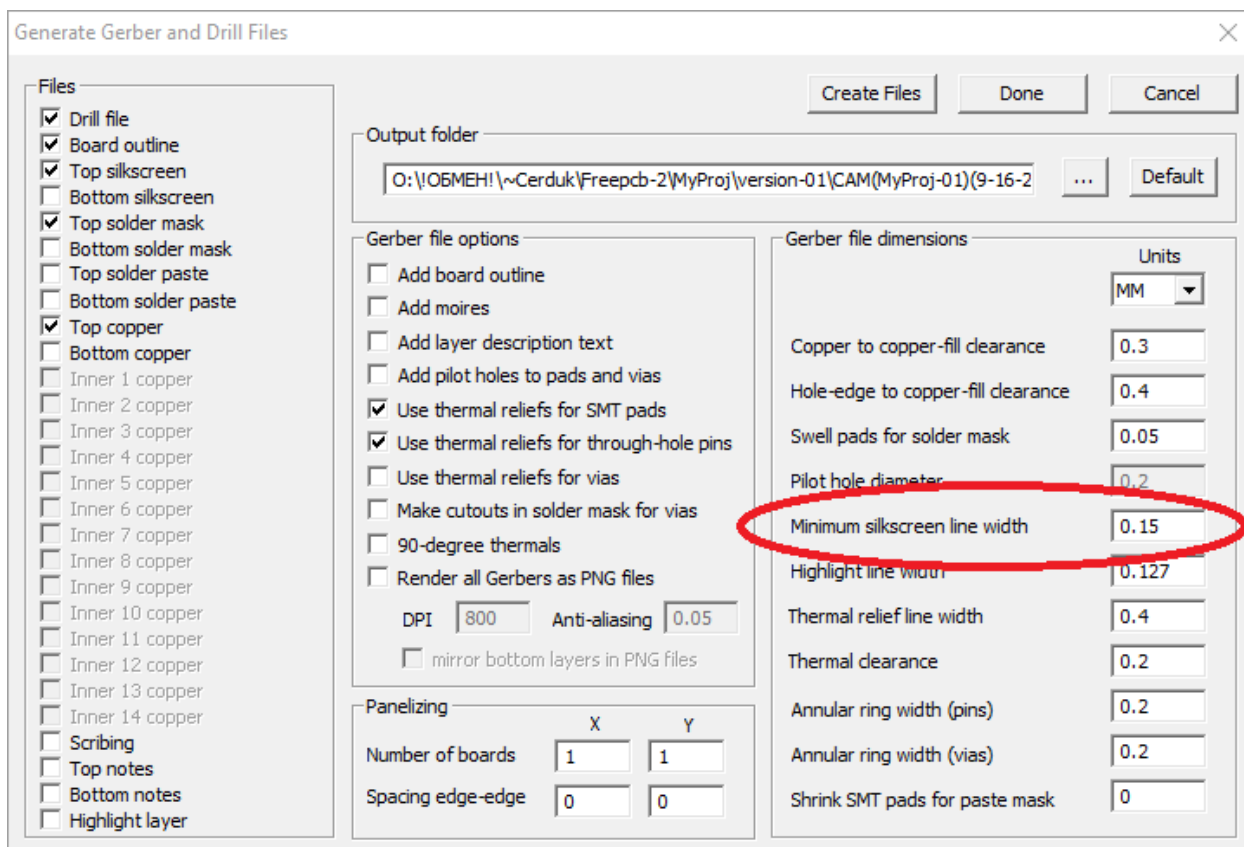 Generate Gerber and Drill Files
Files
Drill file
Board outline
Top silkscreen
Bottom silkscreen
Top solder mask
Bottom solder mask
Top solder paste
Bottom solder paste
Top copper
Bottom copper
Inner 1 copper
Inner 2 copper
Inner 3 copper
Inner 4 copper
Inner 5 copper
Inner 6 copper
Inner 7 copper
Inner 8 copper
Inner 9 copper
Inner 10 copper
Inner 11 copper
Inner 12 copper
Inner 13 copper
Inner 14 copper
Scribing
Top notes
Bottom notes
Highlight layer
Create Files Done Cancel
Output folder
O:\!ОБМЕН!\~Cerduk\Freepcb-2\MyProj\version-01\CAM(MyProj-01)(9-16-2 ... Default
Gerber file options
Add board outline
Add moires
Add layer description text
Add pilot holes to pads and vias
Use thermal reliefs for SMT pads
Use thermal reliefs for through-hole pins
Use thermal reliefs for vias
Make cutouts in solder mask for vias
90-degree thermals
Render all Gerbers as PNG files
DPI 800 Anti-aliasing 0.05
mirror bottom layers in PNG files
Panelizing
X Y
Number of boards 1 1
Spacing edge-edge 0 0
Gerber file dimensions
Units
MM
Copper to copper-fill clearance 0.3
Hole-edge to copper-fill clearance 0.4
Swell pads for solder mask 0.05
Pilot hole diameter 0.2
Minimum silkscreen line width 0.15
Highlight line width 0.127
Thermal relief line width 0.4
Thermal clearance 0.2
Annular ring width (pins) 0.2
Annular ring width (vias) 0.2
Shrink SMT pads for paste mask 0